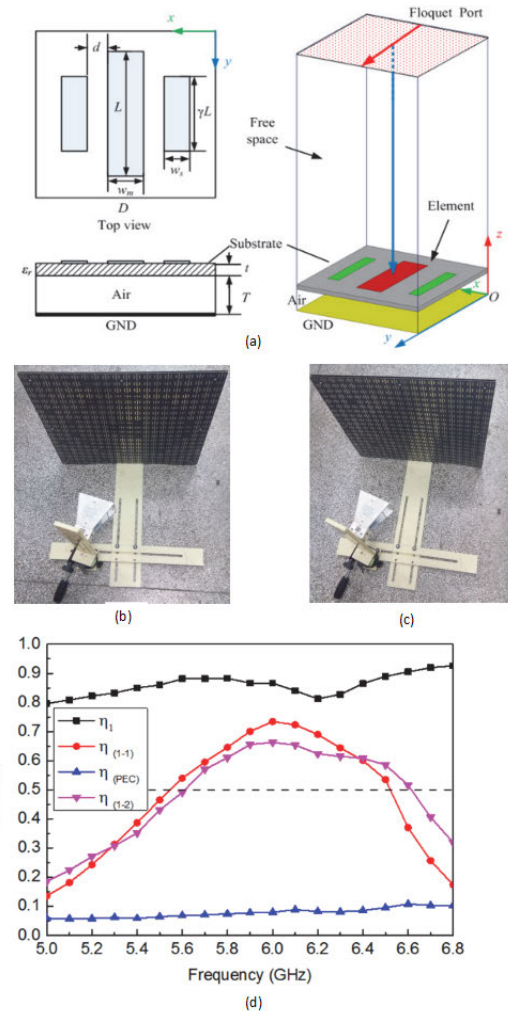 Floquet Port
x
d
y
L
γL
Free
space
w_s
w_m
D
Top view
Element
Substrate
z
ε_r
t
Air
T
Air
O
x
GND
GND
y
(a)
(b)
(c)
1.0
0.9
0.8
0.7
0.6
0.5
0.4
0.3
0.2
0.1
0.0
η_1
η_(1-1)
η_(PEC)
η_(1-2)
5.0 5.2 5.4 5.6 5.8 6.0 6.2 6.4 6.6 6.8
Frequency (GHz)
(d)